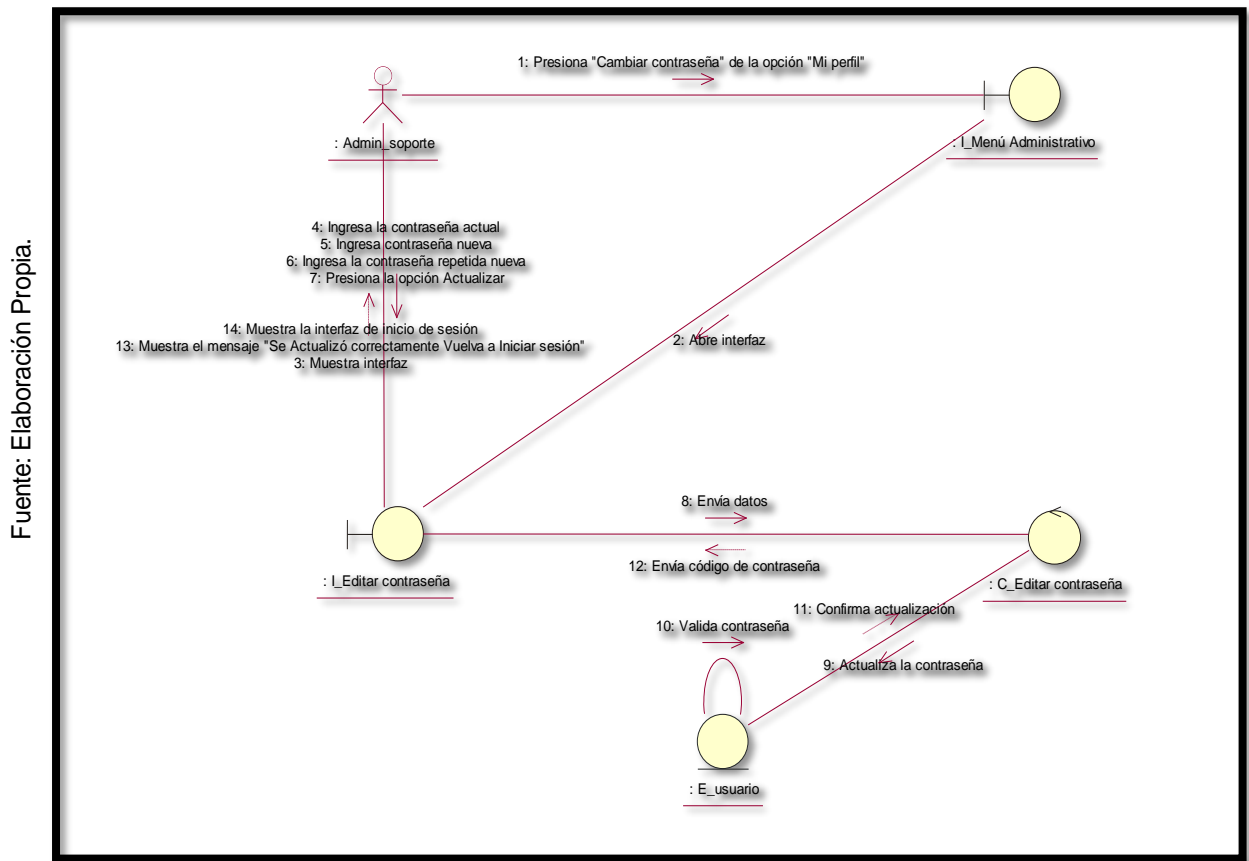 Fuente: Elaboración Propia.
1: Presiona "Cambiar contraseña" de la opción "Mi perfil"
: Admin_soporte
: I_Menú Administrativo
4: Ingresa la contraseña actual
5: Ingresa contraseña nueva
6: Ingresa la contraseña repetida nueva
7: Presiona la opción Actualizar
14: Muestra la interfaz de inicio de sesión
13: Muestra el mensaje "Se Actualizó correctamente Vuelva a Iniciar sesión"
3: Muestra interfaz
2: Abre interfaz
8: Envía datos
12: Envía código de contraseña
: I_Editar contraseña
: C_Editar contraseña
11: Confirma actualización
10: Valida contraseña
9: Actualiza la contraseña
: E_usuario